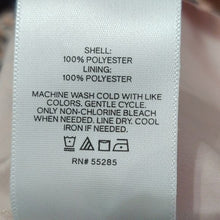 SHELL:
100% POLYESTER
LINING:
100% POLYESTER
MACHINE WASH COLD WITH LIKE
COLORS. GENTLE CYCLE.
ONLY NON-CHLORINE BLEACH
WHEN NEEDED. LINE DRY. COOL
IRON IF NEEDED.
RN# 55285